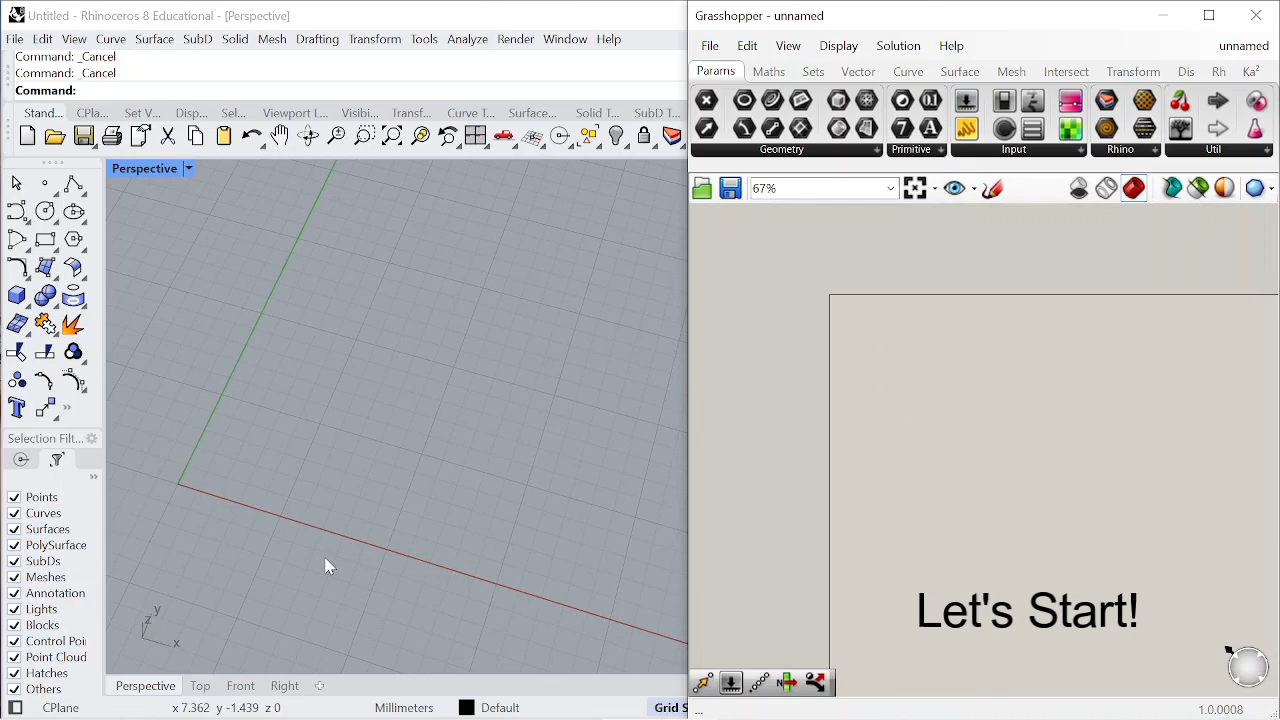 Untitled - Rhinoceros 8 Educational - [Perspective]
File Edit View Curve Surface SubD Solid Mesh Drafting Transform Tools Analyze Render Window Help
Command: _Cancel
Command: _Cancel
Command:
Stand... CPlan Set V... Displ Sel... Viewport L Visibi Transf... Curve T... Surfa Solid T... SubD T
Perspective
Selection Filt...
Points
Curves
Surfaces
PolySurface
SubDs
Meshes
Annotation
Lights
Blocks
Control Poi
Point Cloud
Hatches
Others
y
z
x
Perspective Top Front Right
CPlane x 7.362 y -1.439 z 0 Millimeters Default Grid S
Grasshopper - unnamed
File Edit View Display Solution Help unnamed
Params Maths Sets Vector Curve Surface Mesh Intersect Transform Dis Rh Ka²
Geometry Primitive Input Rhino Util
67%
Let's Start!
... 1.0.0008